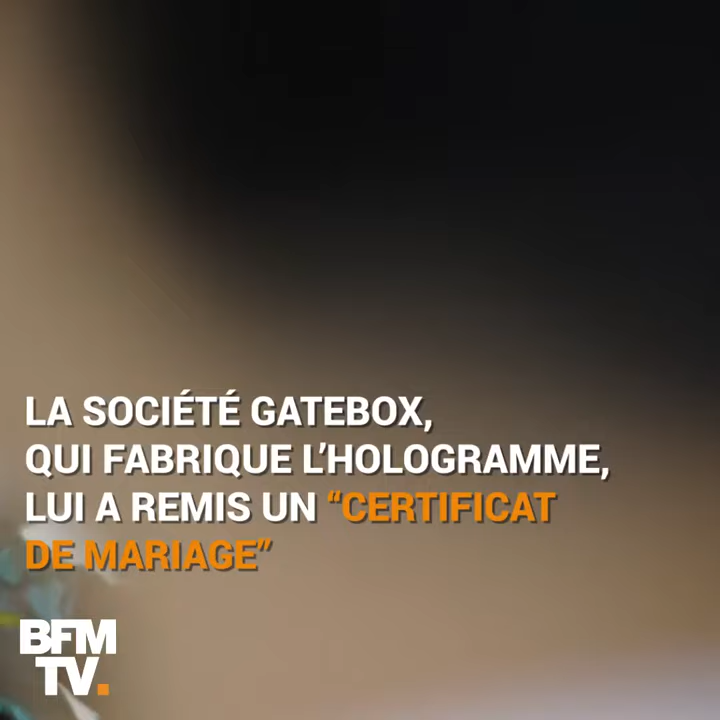 LA SOCIÉTÉ GATEBOX,
QUI FABRIQUE L’HOLOGRAMME,
LUI A REMIS UN “CERTIFICAT
DE MARIAGE”
BFM
TV.